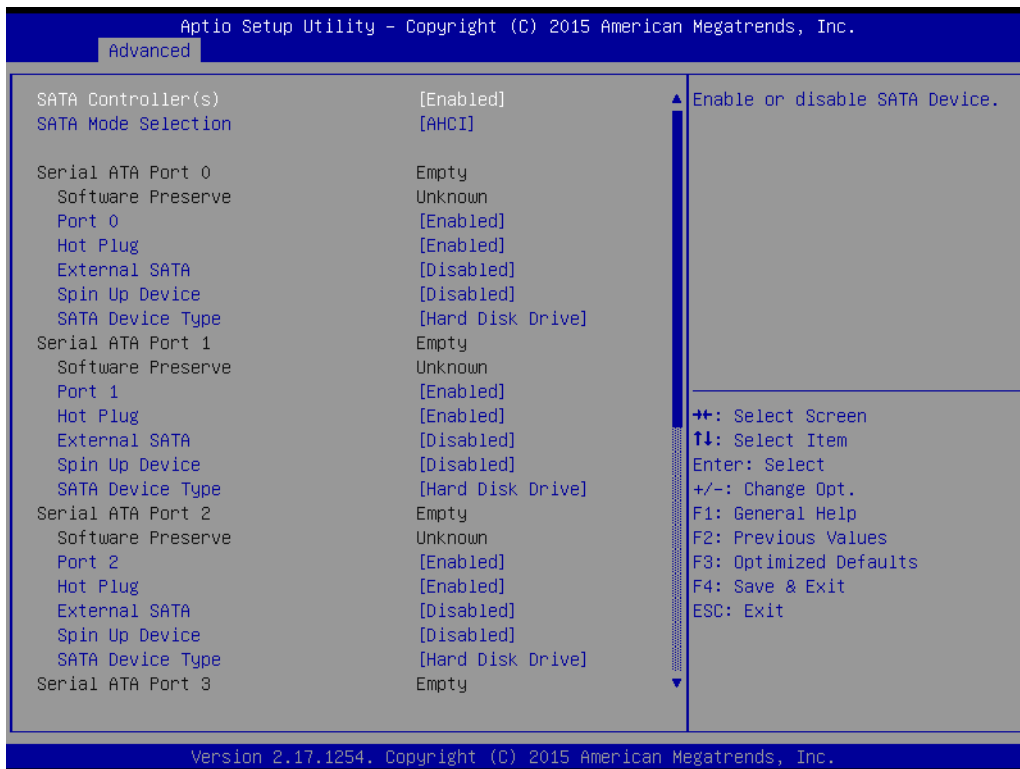 Aptio Setup Utility – Copyright (C) 2015 American Megatrends, Inc.
Advanced
SATA Controller(s) [Enabled]
SATA Mode Selection [AHCI]
Serial ATA Port 0 Empty
Software Preserve Unknown
Port 0 [Enabled]
Hot Plug [Enabled]
External SATA [Disabled]
Spin Up Device [Disabled]
SATA Device Type [Hard Disk Drive]
Serial ATA Port 1 Empty
Software Preserve Unknown
Port 1 [Enabled]
Hot Plug [Enabled]
External SATA [Disabled]
Spin Up Device [Disabled]
SATA Device Type [Hard Disk Drive]
Serial ATA Port 2 Empty
Software Preserve Unknown
Port 2 [Enabled]
Hot Plug [Enabled]
External SATA [Disabled]
Spin Up Device [Disabled]
SATA Device Type [Hard Disk Drive]
Serial ATA Port 3 Empty
Enable or disable SATA Device.
→←: Select Screen
↑↓: Select Item
Enter: Select
+/-: Change Opt.
F1: General Help
F2: Previous Values
F3: Optimized Defaults
F4: Save & Exit
ESC: Exit
Version 2.17.1254. Copyright (C) 2015 American Megatrends, Inc.